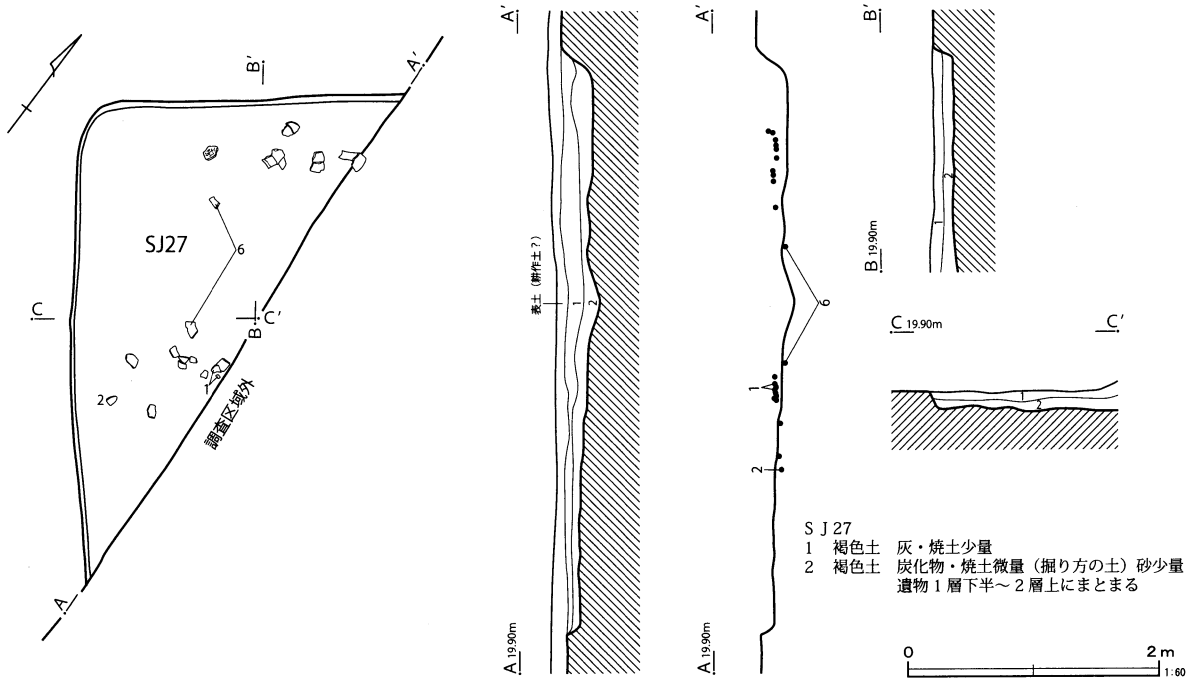 A'
B'
SJ27
6
C
C'
B
1
2
調査区域外
A
A'
表土（耕作土？）
1
2
A 19.90m
A'
6
1
2
A 19.90m
B'
2
1
B 19.90m
C 19.90m
C'
1
2
ＳＪ27
1 褐色土 灰・焼土少量
2 褐色土 炭化物・焼土微量（掘り方の土）砂少量
遺物１層下半～２層上にまとまる
0 2 m
1:60